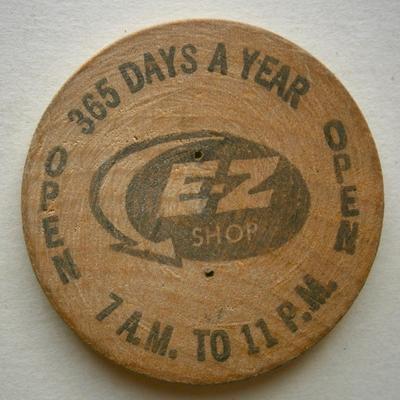 365 DAYS A YEAR
OPEN
OPEN
E-Z
SHOP
7 A.M. TO 11 P.M.